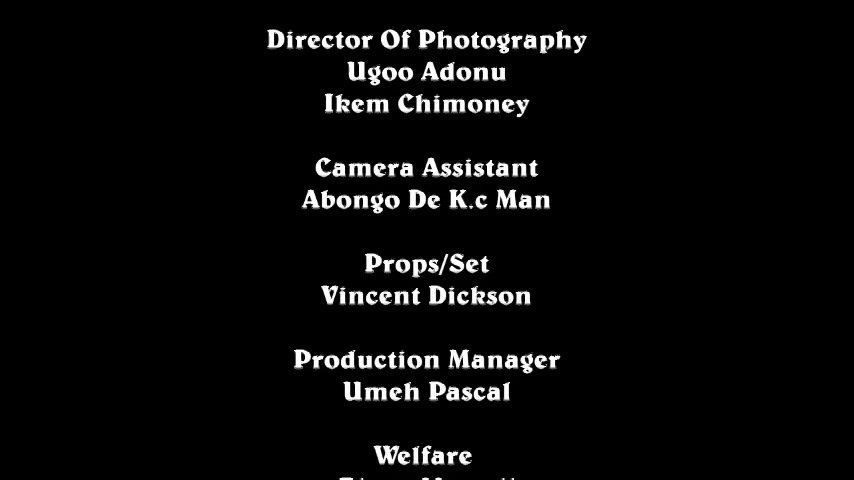 Director Of Photography
Ugoo Adonu
Ikem Chimoney
Camera Assistant
Abongo De K.c Man
Props/Set
Vincent Dickson
Production Manager
Umeh Pascal
Welfare